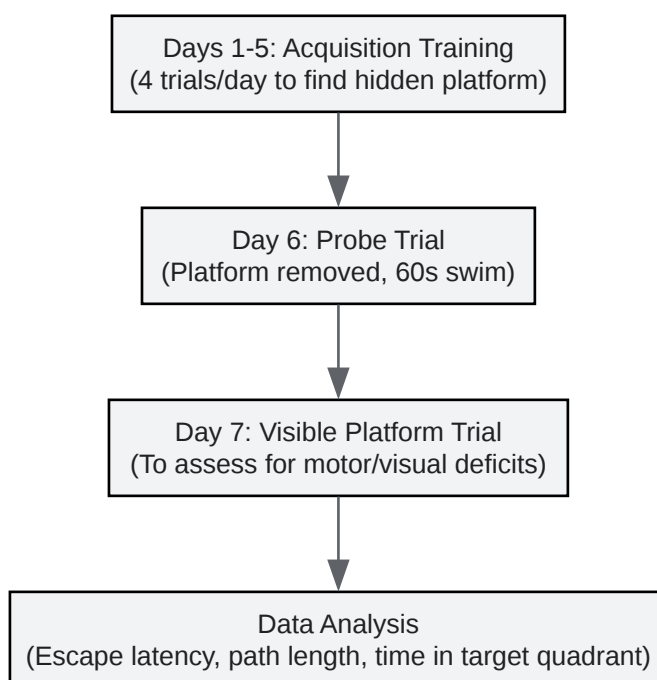 Days 1-5: Acquisition Training
(4 trials/day to find hidden platform)
Day 6: Probe Trial
(Platform removed, 60s swim)
Day 7: Visible Platform Trial
(To assess for motor/visual deficits)
Data Analysis
(Escape latency, path length, time in target quadrant)